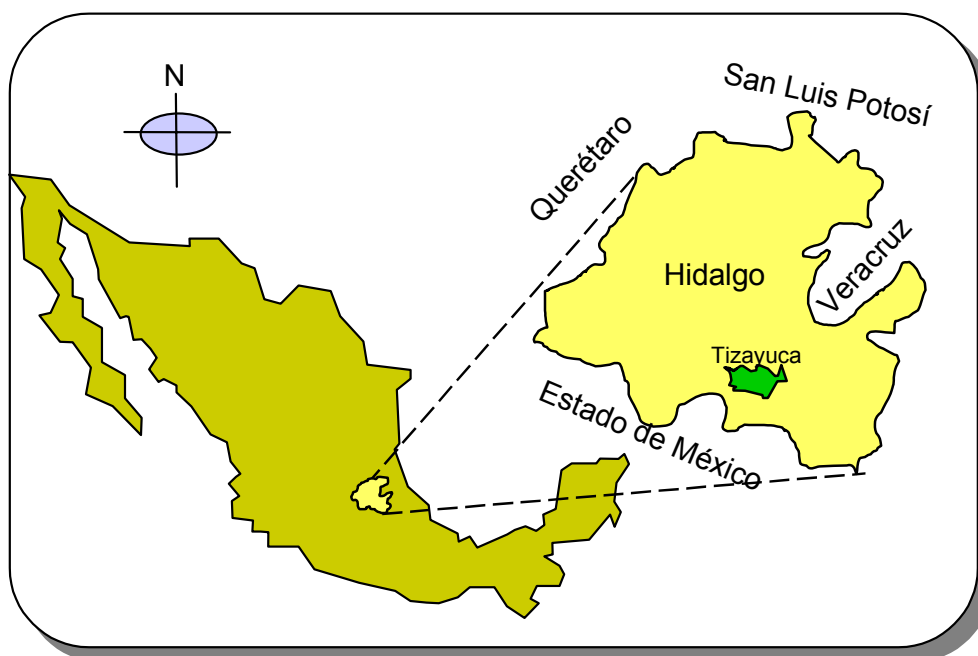 N
San Luis Potosí
Querétaro
Veracruz
Hidalgo
Tizayuca
Estado de México